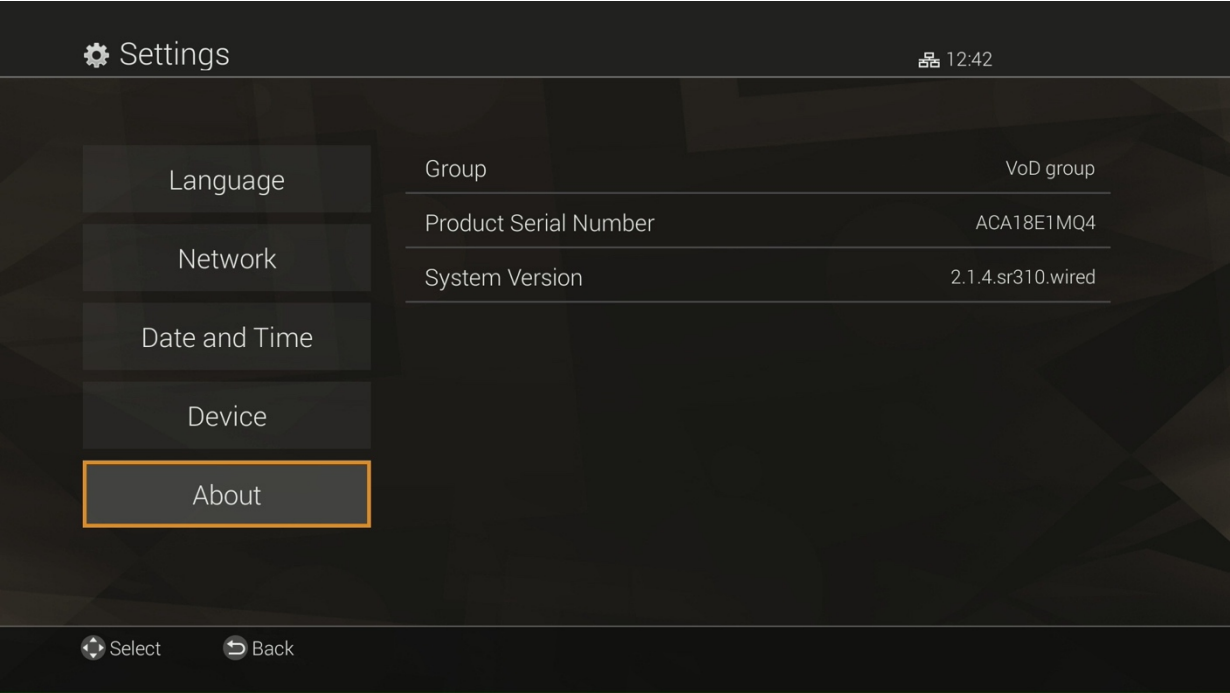 Settings
12:42
Language
Network
Date and Time
Device
About
Group VoD group
Product Serial Number ACA18E1MQ4
System Version 2.1.4.sr310.wired
Select Back